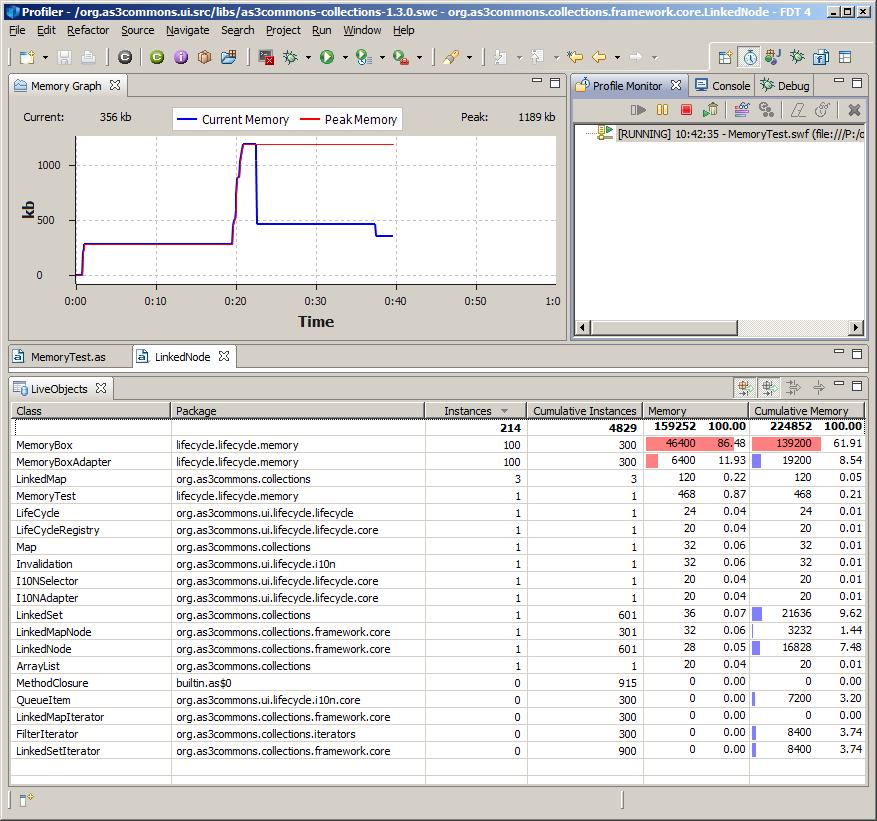 Profiler - /org.as3commons.ui.src/libs/as3commons-collections-1.3.0.swc - org.as3commons.collections.framework.core.LinkedNode - FDT 4
File Edit Refactor Source Navigate Search Project Run Window Help
Memory Graph
Current: 356 kb Current Memory Peak Memory Peak: 1189 kb
1000
500
0
kb
0:00 0:10 0:20 0:30 0:40 0:50 1:0
Time
Profile Monitor Console Debug
[RUNNING] 10:42:35 - MemoryTest.swf (file:///P:/c
MemoryTest.as LinkedNode
LiveObjects
Class Package Instances Cumulative Instances Memory Cumulative Memory
214 4829 159252 100.00 224852 100.00
MemoryBox lifecycle.lifecycle.memory 100 300 46400 86.48 139200 61.91
MemoryBoxAdapter lifecycle.lifecycle.memory 100 300 6400 11.93 19200 8.54
LinkedMap org.as3commons.collections 3 3 120 0.22 120 0.05
MemoryTest lifecycle.lifecycle.memory 1 1 468 0.87 468 0.21
LifeCycle org.as3commons.ui.lifecycle.lifecycle 1 1 24 0.04 24 0.01
LifeCycleRegistry org.as3commons.ui.lifecycle.lifecycle.core 1 1 20 0.04 20 0.01
Map org.as3commons.collections 1 1 32 0.06 32 0.01
Invalidation org.as3commons.ui.lifecycle.i10n 1 1 32 0.06 32 0.01
I10NSelector org.as3commons.ui.lifecycle.lifecycle.core 1 1 20 0.04 20 0.01
I10NAdapter org.as3commons.ui.lifecycle.lifecycle.core 1 1 20 0.04 20 0.01
LinkedSet org.as3commons.collections 1 601 36 0.07 21636 9.62
LinkedMapNode org.as3commons.collections.framework.core 1 301 32 0.06 3232 1.44
LinkedNode org.as3commons.collections.framework.core 1 601 28 0.05 16828 7.48
ArrayList org.as3commons.collections 1 1 20 0.04 20 0.01
MethodClosure builtin.as$0 0 915 0 0.00 0 0.00
QueueItem org.as3commons.ui.lifecycle.i10n.core 0 300 0 0.00 7200 3.20
LinkedMapIterator org.as3commons.collections.framework.core 0 300 0 0.00 0 0.00
FilterIterator org.as3commons.collections.iterators 0 300 0 0.00 8400 3.74
LinkedSetIterator org.as3commons.collections.framework.core 0 900 0 0.00 8400 3.74